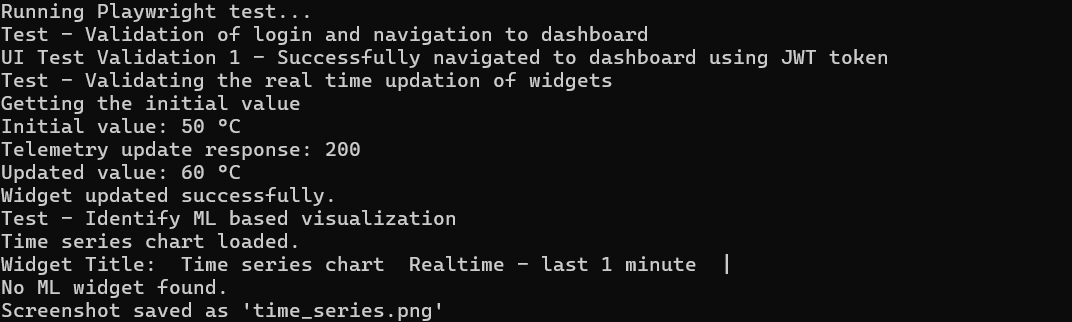 Running Playwright test...
Test - Validation of login and navigation to dashboard
UI Test Validation 1 - Successfully navigated to dashboard using JWT token
Test - Validating the real time updation of widgets
Getting the initial value
Initial value: 50 °C
Telemetry update response: 200
Updated value: 60 °C
Widget updated successfully.
Test - Identify ML based visualization
Time series chart loaded.
Widget Title:  Time series chart  Realtime - last 1 minute  |
No ML widget found.
Screenshot saved as 'time_series.png'